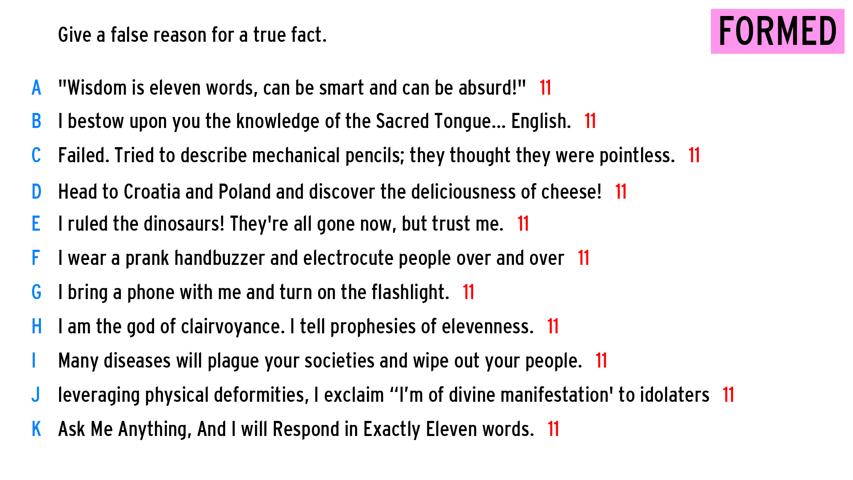 Give a false reason for a true fact.
FORMED
A "Wisdom is eleven words, can be smart and can be absurd!" 11
B I bestow upon you the knowledge of the Sacred Tongue... English. 11
C Failed. Tried to describe mechanical pencils; they thought they were pointless. 11
D Head to Croatia and Poland and discover the deliciousness of cheese! 11
E I ruled the dinosaurs! They're all gone now, but trust me. 11
F I wear a prank handbuzzer and electrocute people over and over 11
G I bring a phone with me and turn on the flashlight. 11
H I am the god of clairvoyance. I tell prophesies of elevenness. 11
I Many diseases will plague your societies and wipe out your people. 11
J leveraging physical deformities, I exclaim “I’m of divine manifestation' to idolaters 11
K Ask Me Anything, And I will Respond in Exactly Eleven words. 11